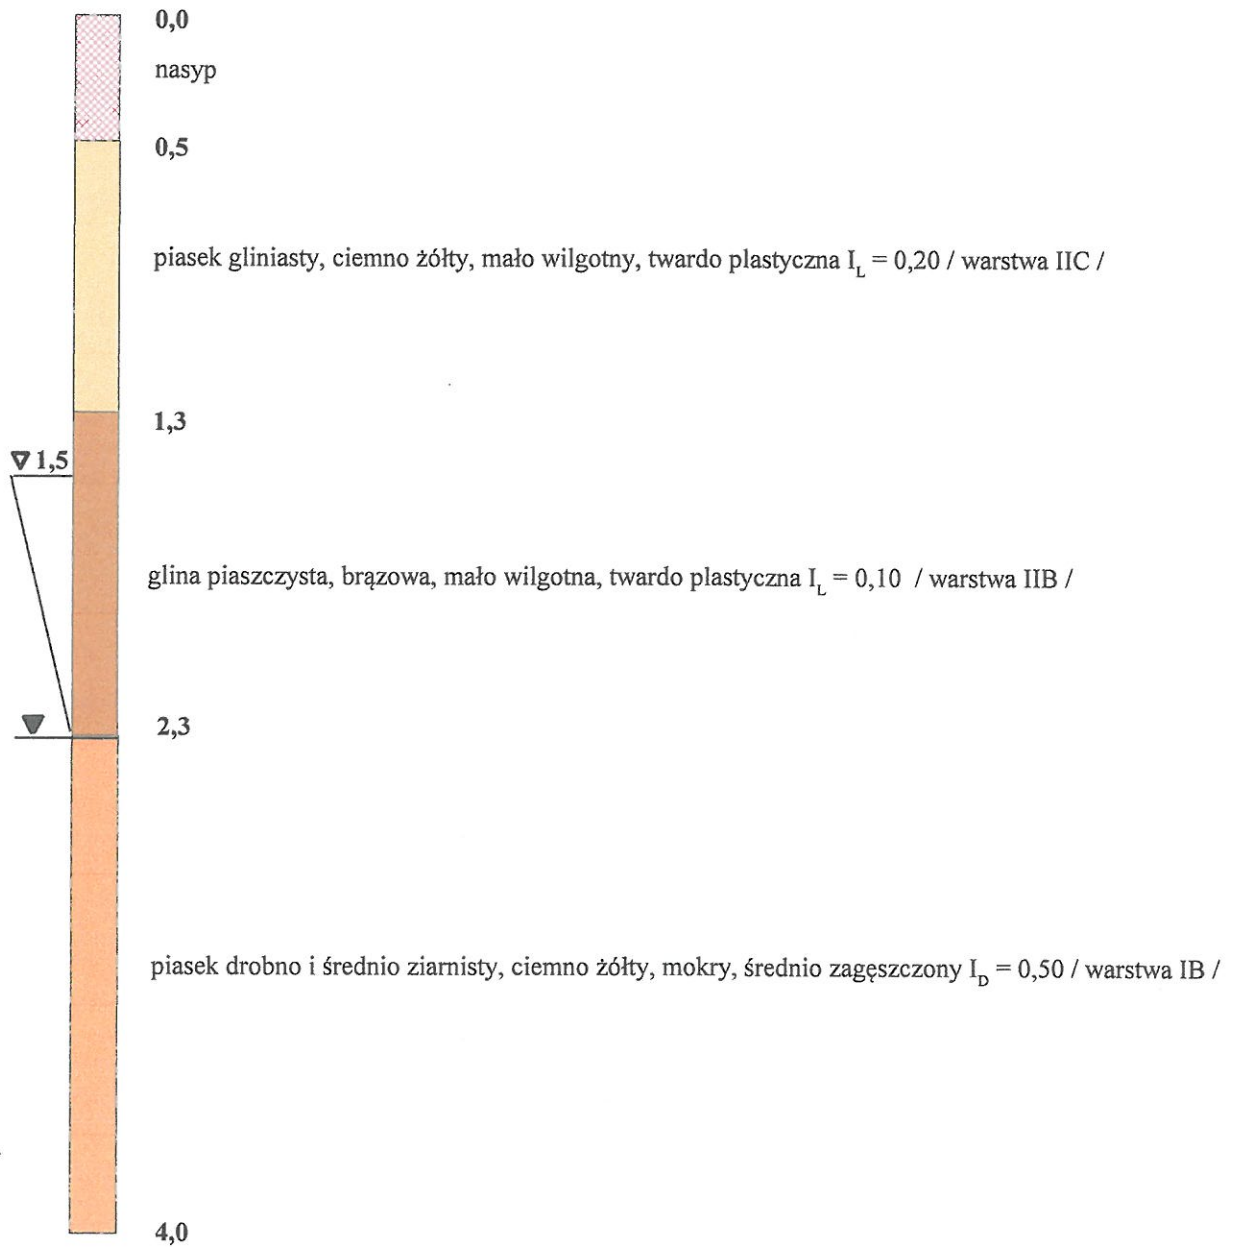 0,0
nasyp
0,5
piasek gliniasty, ciemno żółty, mało wilgotny, twardo plastyczna I_L = 0,20 / warstwa IIC /
1,3
1,5
glina piaszczysta, brązowa, mało wilgotna, twardo plastyczna I_L = 0,10 / warstwa IIB /
2,3
piasek drobno i średnio ziarnisty, ciemno żółty, mokry, średnio zagęszczony I_D = 0,50 / warstwa IB /
4,0